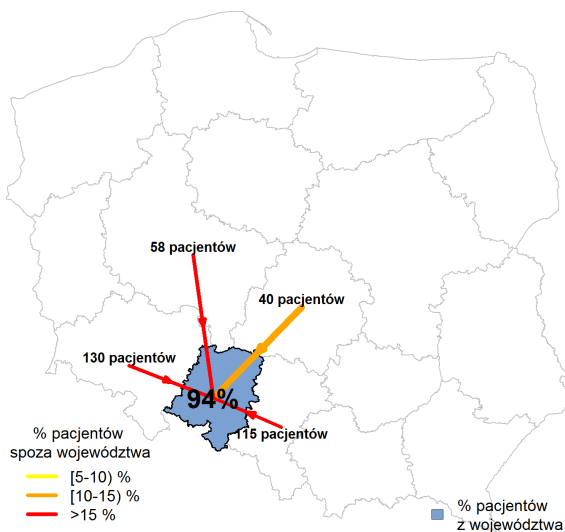 58 pacjentów
40 pacjentów
130 pacjentów
94%
115 pacjentów
% pacjentów
spoza województwa
[5-10) %
[10-15) %
>15 %
% pacjentów
z województwa